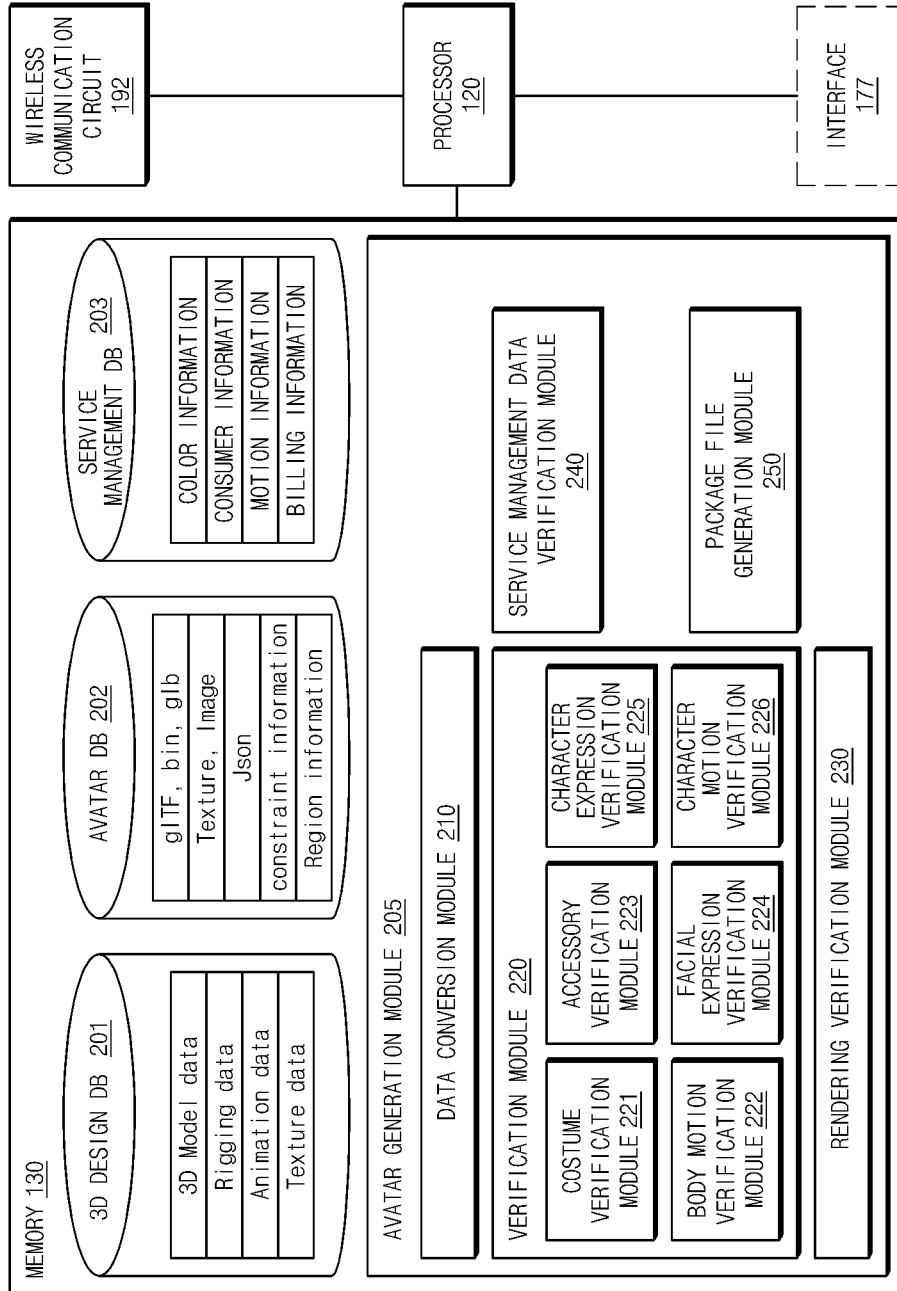 MEMORY 130
3D DESIGN DB 201
3D Model data
Rigging data
Animation data
Texture data
AVATAR DB 202
glTF, bin, glb
Texture, Image
Json
constraint information
Region information
SERVICE
MANAGEMENT DB 203
COLOR INFORMATION
CONSUMER INFORMATION
MOTION INFORMATION
BILLING INFORMATION
AVATAR GENERATION MODULE 205
DATA CONVERSION MODULE 210
VERIFICATION MODULE 220
COSTUME
VERIFICATION
MODULE 221
ACCESSORY
VERIFICATION
MODULE 223
CHARACTER
EXPRESSION
VERIFICATION
MODULE 225
BODY MOTION
VERIFICATION
MODULE 222
FACIAL
EXPRESSION
VERIFICATION
MODULE 224
CHARACTER
MOTION
VERIFICATION
MODULE 226
RENDERING VERIFICATION MODULE 230
SERVICE MANAGEMENT DATA
VERIFICATION MODULE
240
PACKAGE FILE
GENERATION MODULE
250
WIRELESS
COMMUNICATION
CIRCUIT
192
PROCESSOR
120
INTERFACE
177